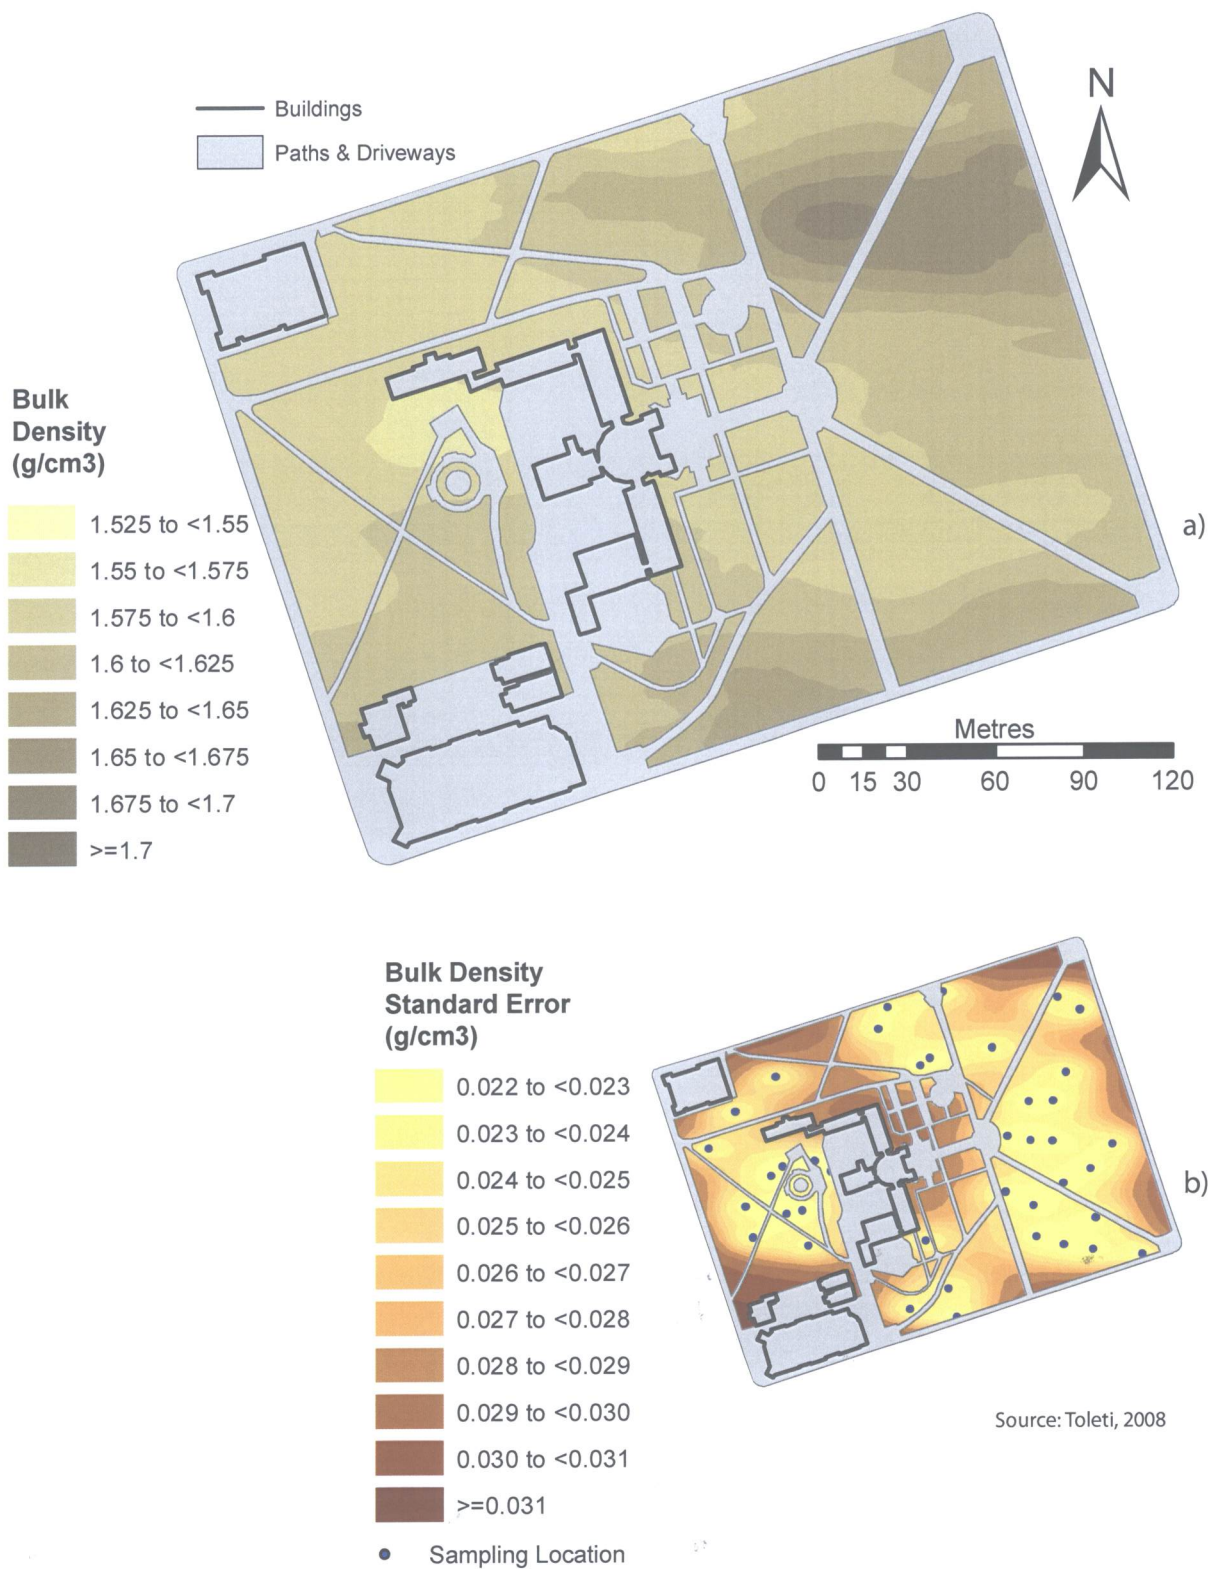 Buildings
Paths & Driveways
N
Bulk
Density
(g/cm3)
1.525 to <1.55
1.55 to <1.575
1.575 to <1.6
1.6 to <1.625
1.625 to <1.65
1.65 to <1.675
1.675 to <1.7
>=1.7
a)
Metres
0 15 30 60 90 120
Bulk Density
Standard Error
(g/cm3)
0.022 to <0.023
0.023 to <0.024
0.024 to <0.025
0.025 to <0.026
0.026 to <0.027
0.027 to <0.028
0.028 to <0.029
0.029 to <0.030
0.030 to <0.031
>=0.031
Sampling Location
b)
Source: Toleti, 2008